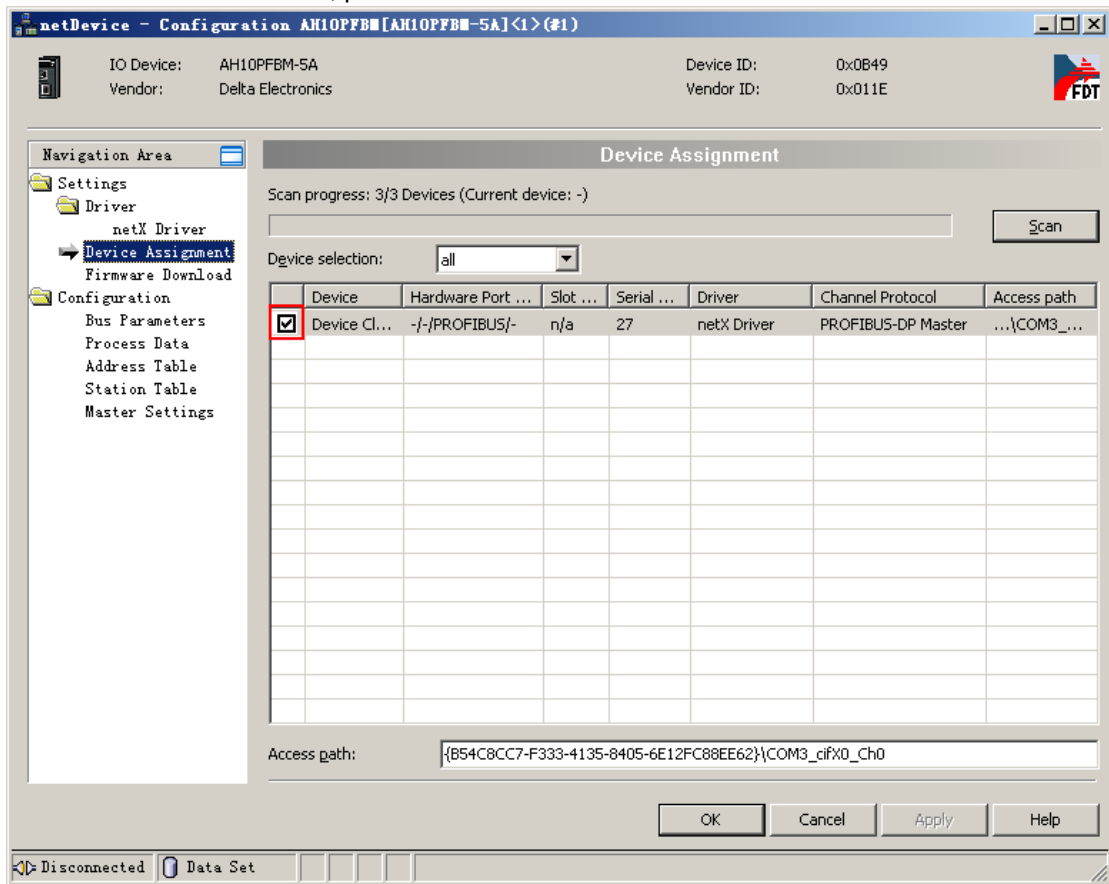 netDevice - Configuration AH10PFBM[AH10PFBM-5A]<1>(#1)
IO Device: AH10PFBM-5A Device ID: 0x0B49
Vendor: Delta Electronics Vendor ID: 0x011E
FDT
Navigation Area
Settings
Driver
netX Driver
Device Assignment
Firmware Download
Configuration
Bus Parameters
Process Data
Address Table
Station Table
Master Settings
Device Assignment
Scan progress: 3/3 Devices (Current device: -)
Scan
Device selection: all
Device Hardware Port ... Slot ... Serial ... Driver Channel Protocol Access path
Device Cl... -/-/PROFIBUS/- n/a 27 netX Driver PROFIBUS-DP Master ...\COM3_...
Access path: {B54C8CC7-F333-4135-8405-6E12FC88EE62}\COM3_cifX0_Ch0
OK Cancel Apply Help
Disconnected Data Set